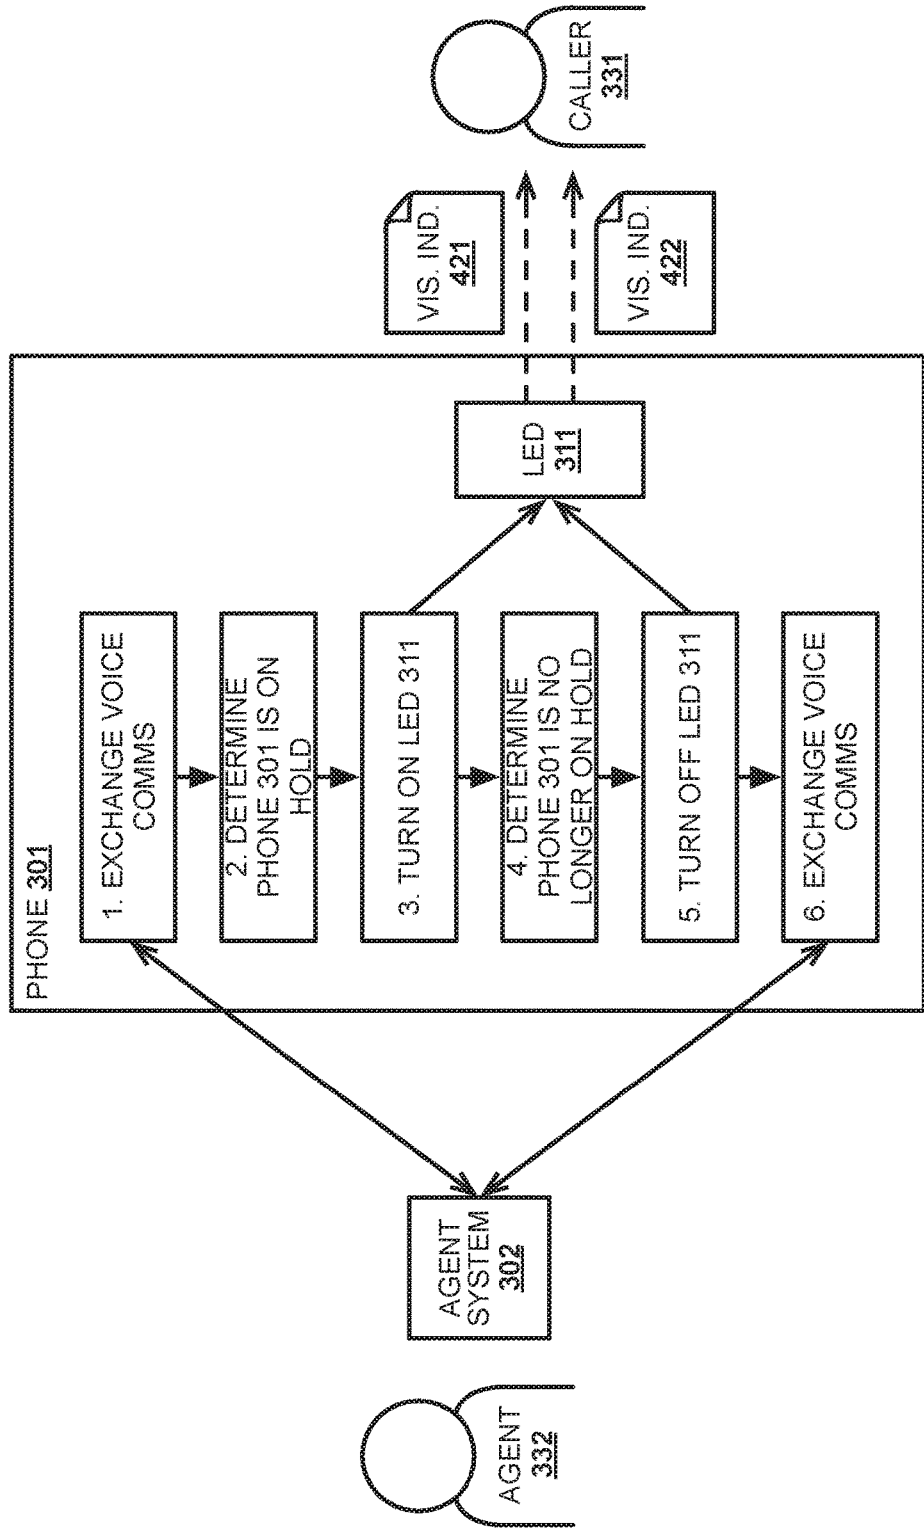 PHONE 301
1. EXCHANGE VOICE
COMMS
2. DETERMINE
PHONE 301 IS ON
HOLD
3. TURN ON LED 311
4. DETERMINE
PHONE 301 IS NO
LONGER ON HOLD
5. TURN OFF LED 311
6. EXCHANGE VOICE
COMMS
AGENT
332
AGENT
SYSTEM
302
LED
311
VIS. IND.
421
VIS. IND.
422
CALLER
331